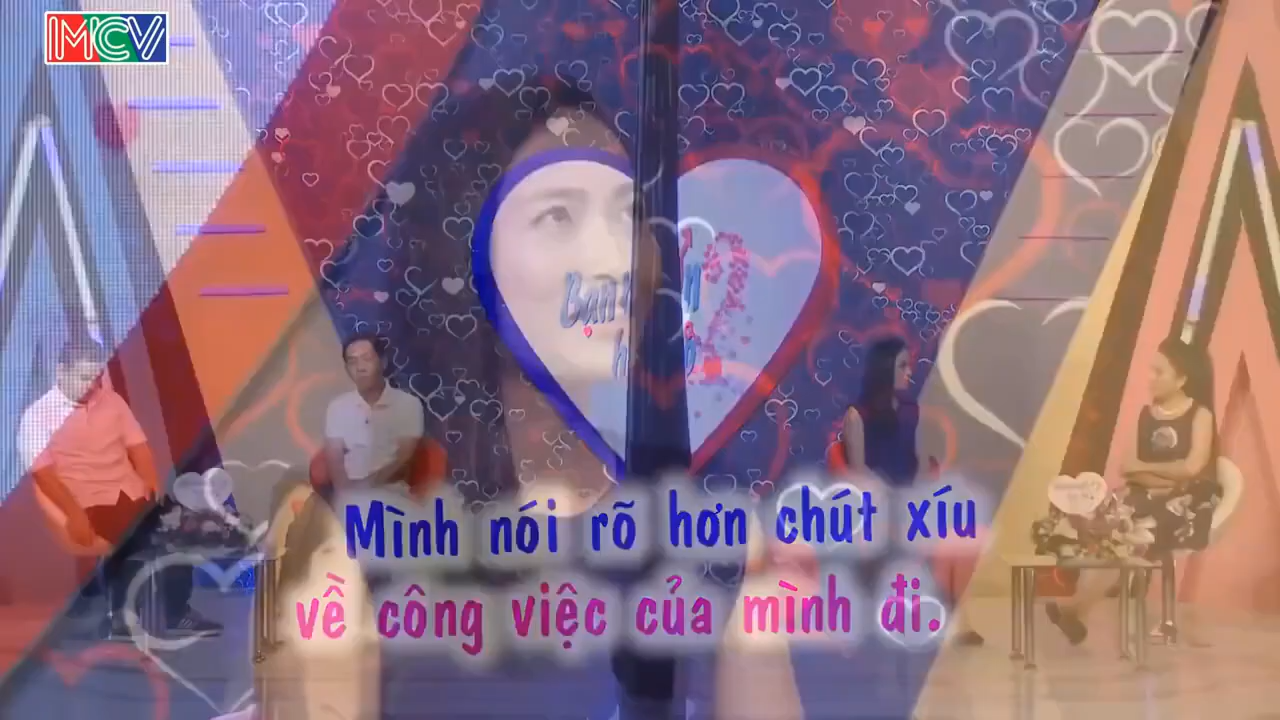 MCV
Mình nói rõ hơn chút xíu
về công việc của mình đi.